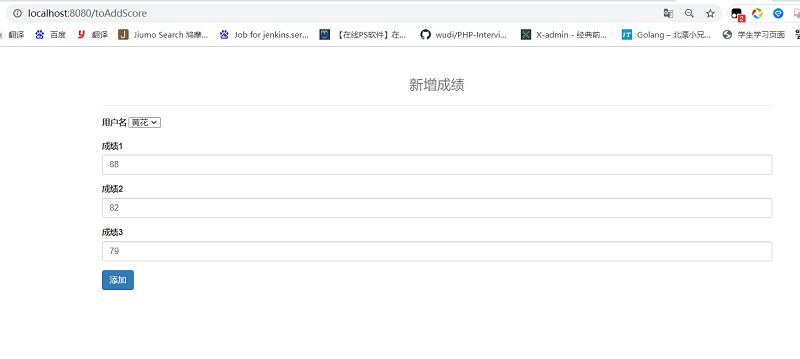 localhost:8080/toAddScore
2
翻译 百度 翻译 Jiumo Search 鸠摩... Job for jenkins.ser... 【在线PS软件】在... wudi/PHP-Intervi... X-admin - 经典前... Golang – 北漂小兄... 学生学习页面
新增成绩
用户名 黄花
成绩1
88
成绩2
82
成绩3
79
添加